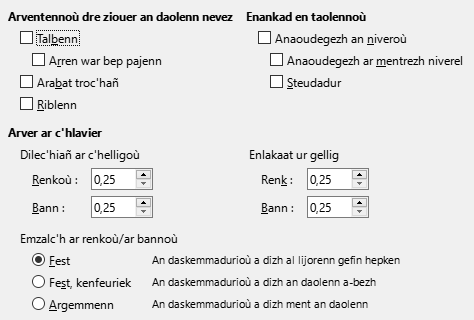 Arventennoù dre ziouer an daolenn nevez
Talbenn
Arren war bep pajenn
Arabat troc'hañ
Riblenn
Enankad en taolennoù
Anaoudegezh an niveroù
Anaoudegezh ar mentrezh niverel
Steudadur
Arver ar c'hlavier
Dilec'hiañ ar c'helligoù
Renkoù : 0,25
Bann : 0,25
Enlakaat ur gellig
Renk : 0,25
Bann : 0,25
Emzalc'h ar renkoù/ar bannoù
Fest An daskemmadurioù a dizh al lijorenn gefin hepken
Fest, kenfeuriek An daskemmadurioù a dizh an daolenn a-bezh
Argemmenn An daskemmadurioù a dizh ment an daolenn